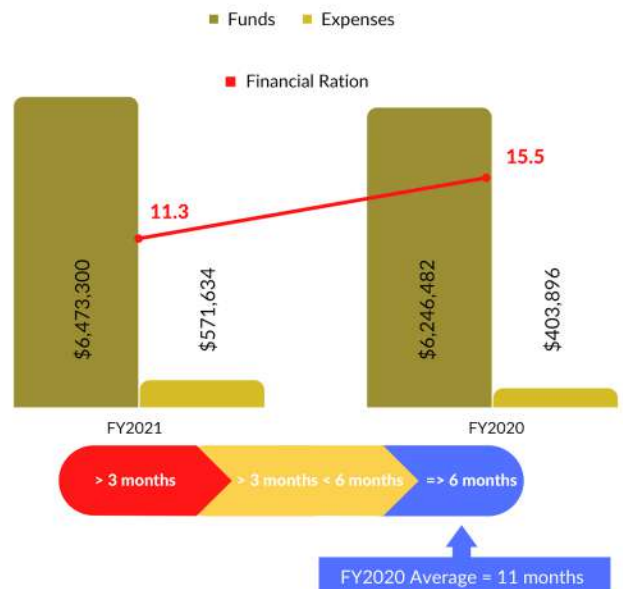 Funds Expenses
Financial Ration
15.5
11.3
$6,473,300
$571,634
$6,246,482
$403,896
FY2021 FY2020
> 3 months > 3 months < 6 months => 6 months
FY2020 Average = 11 months